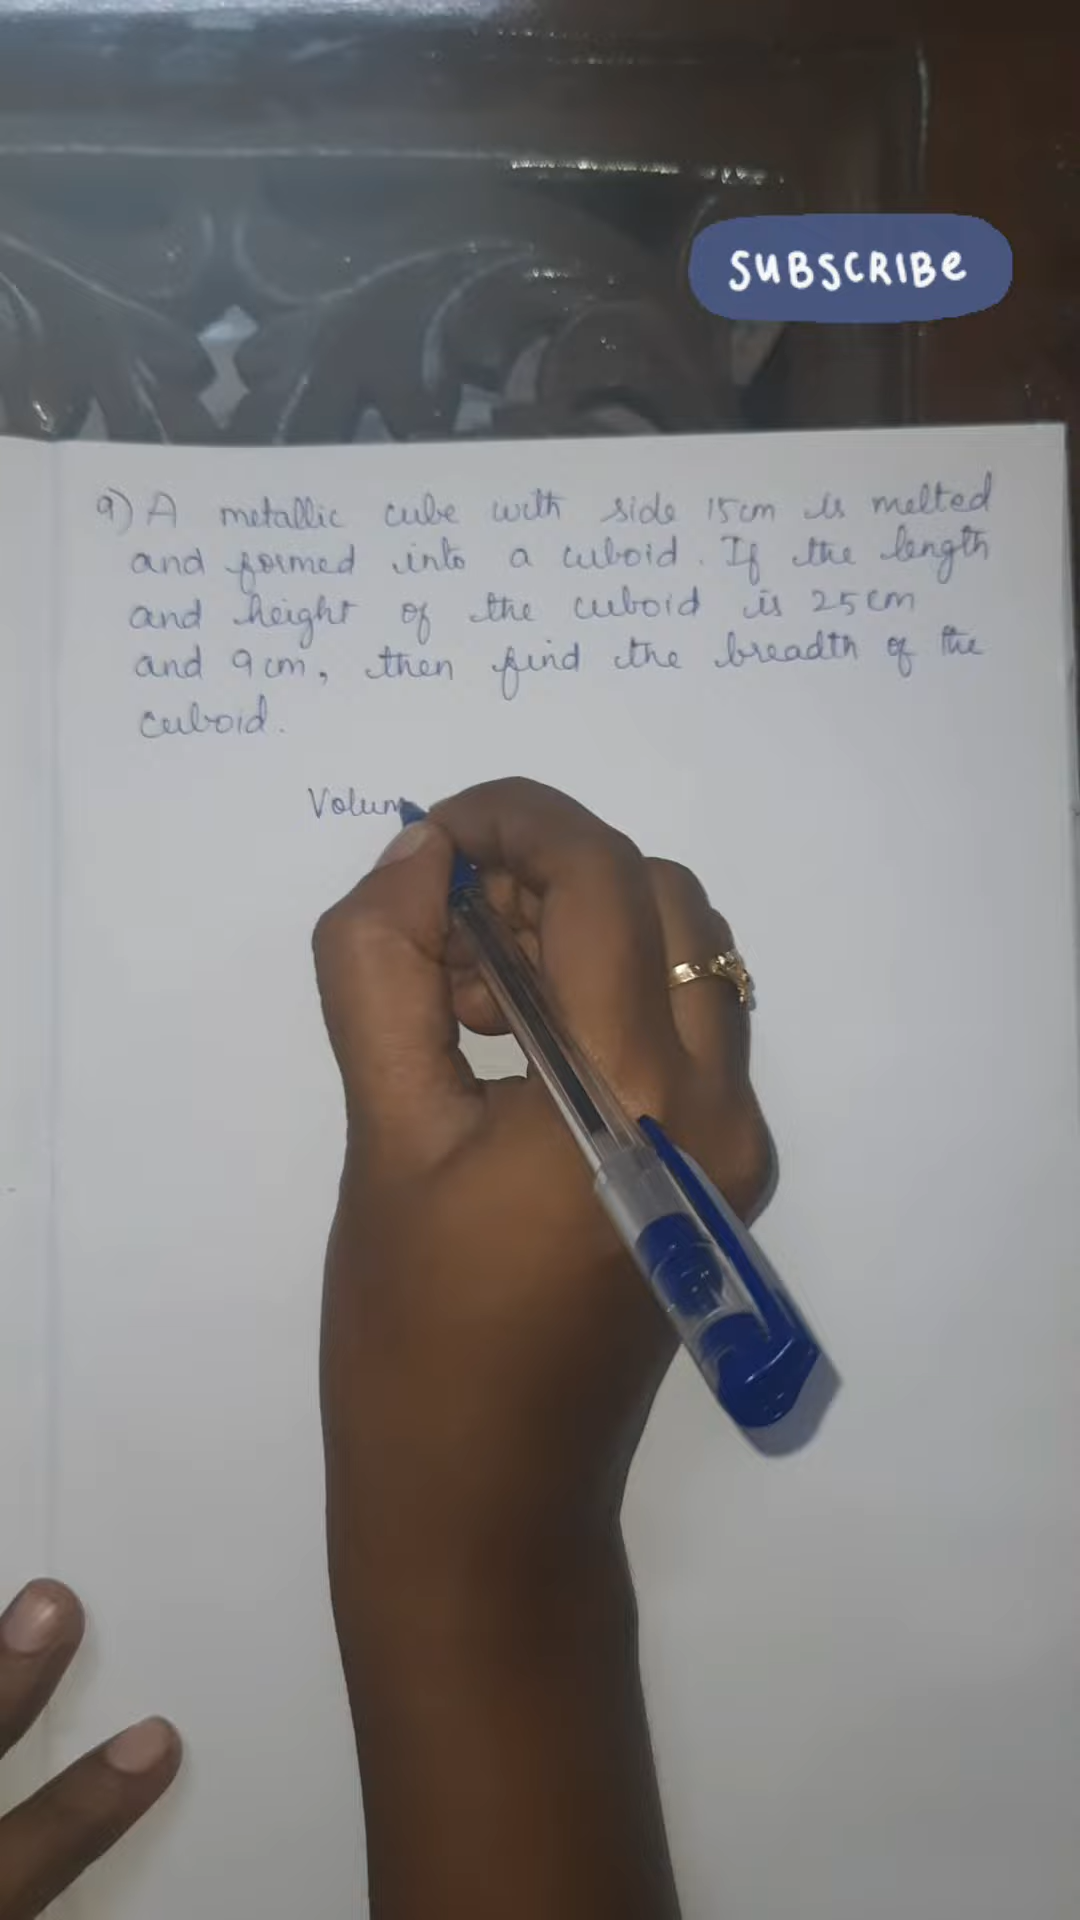 SUBSCRIBe
9) A metallic cube with side 15cm is melted
and formed into a cuboid. If the length
and height of the cuboid is 25cm
and 9cm, then find the breadth of the
cuboid.
Volum